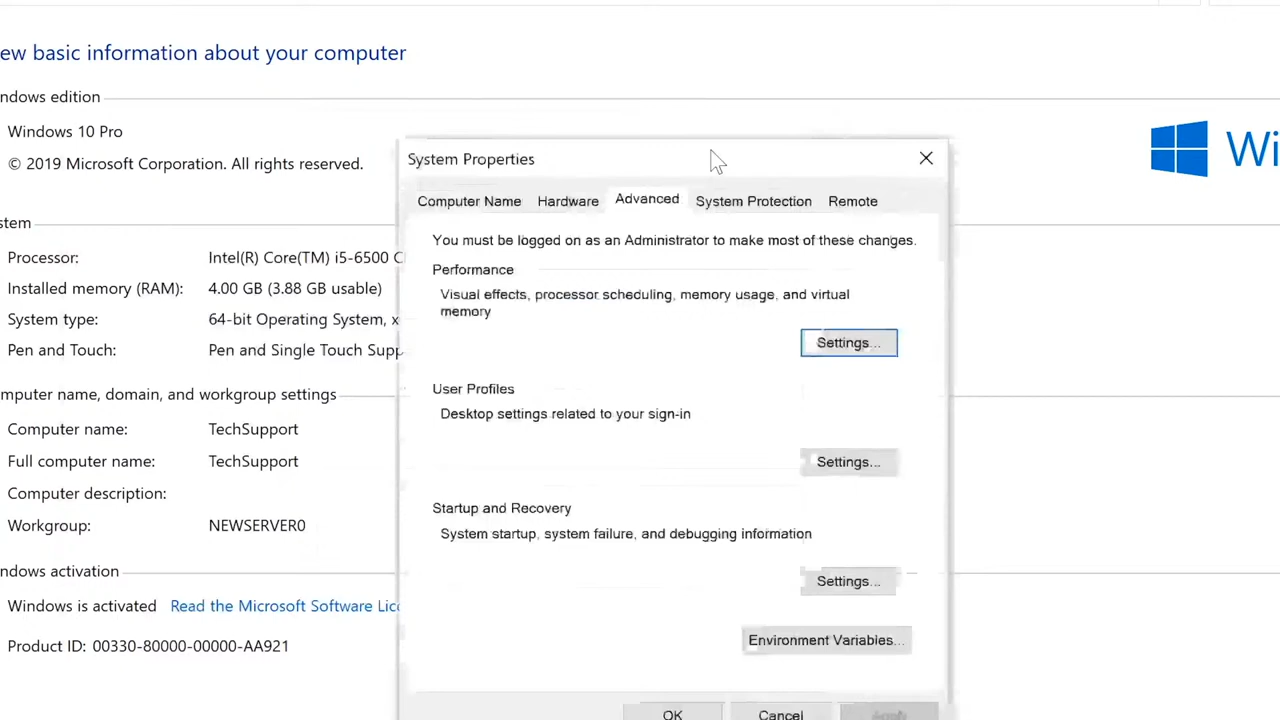 ew basic information about your computer
ndows edition
Windows 10 Pro
© 2019 Microsoft Corporation. All rights reserved.
Wi
stem
Processor: Intel(R) Core(TM) i5-6500 C
Installed memory (RAM): 4.00 GB (3.88 GB usable)
System type: 64-bit Operating System, x
Pen and Touch: Pen and Single Touch Supp
mputer name, domain, and workgroup settings
Computer name: TechSupport
Full computer name: TechSupport
Computer description:
Workgroup: NEWSERVER0
ndows activation
Windows is activated Read the Microsoft Software Lic
Product ID: 00330-80000-00000-AA921
System Properties
Computer Name Hardware Advanced System Protection Remote
You must be logged on as an Administrator to make most of these changes.
Performance
Visual effects, processor scheduling, memory usage, and virtual
memory
Settings...
User Profiles
Desktop settings related to your sign-in
Settings...
Startup and Recovery
System startup, system failure, and debugging information
Settings...
Environment Variables...
OK Cancel